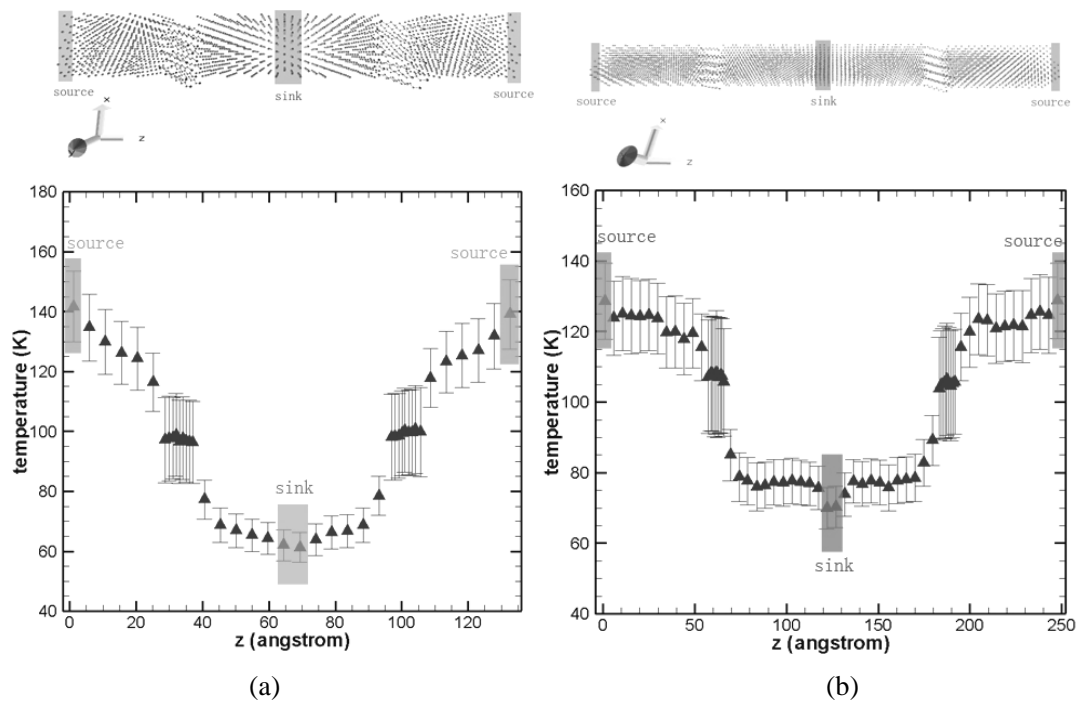 source
sink
source
x
z
y
source
sink
source
x
z
180
160
140
120
100
80
60
40
temperature (K)
source
source
sink
0
20
40
60
80
100
120
z (angstrom)
(a)
160
140
120
100
80
60
40
temperature (K)
source
source
sink
0
50
100
150
200
250
z (angstrom)
(b)